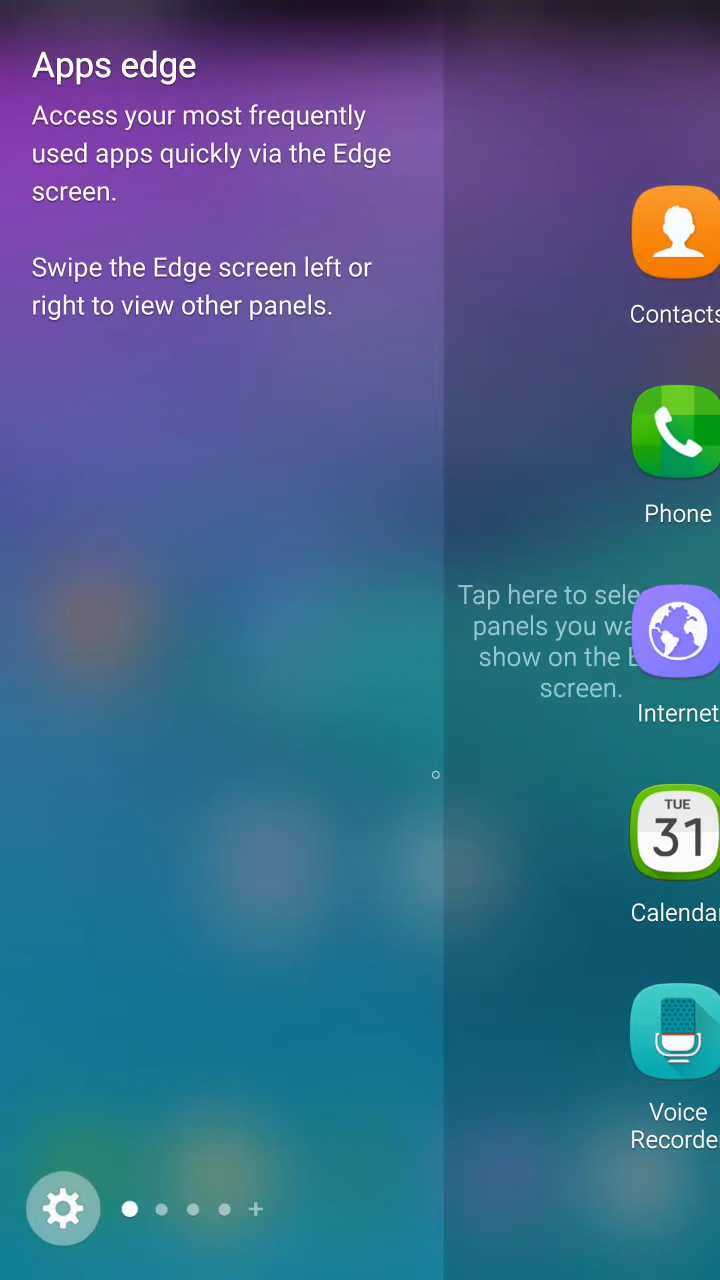 Apps edge
Access your most frequently
used apps quickly via the Edge
screen.
Swipe the Edge screen left or
right to view other panels.
Contacts
Phone
Tap here to sele
panels you wa
show on the E
screen.
Internet
TUE
31
Calendar
Voice
Recorde